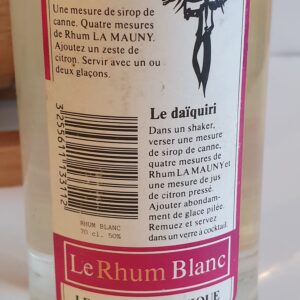 Une mesure de sirop de
canne. Quatre mesures
de Rhum LA MAUNY.
Ajoutez un zeste de
citron. Servir avec un ou
deux glaçons.
Le daïquiri
Dans un shaker,
verser une mesure
de sirop de canne,
quatre mesures de
Rhum LA MAUNY et
une mesure de jus
de citron pressé.
Ajouter abondam-
ment de glace pilée.
Remuez et servez
dans un verre à cocktail.
RHUM BLANC
70 cl. 50%
Le Rhum Blanc